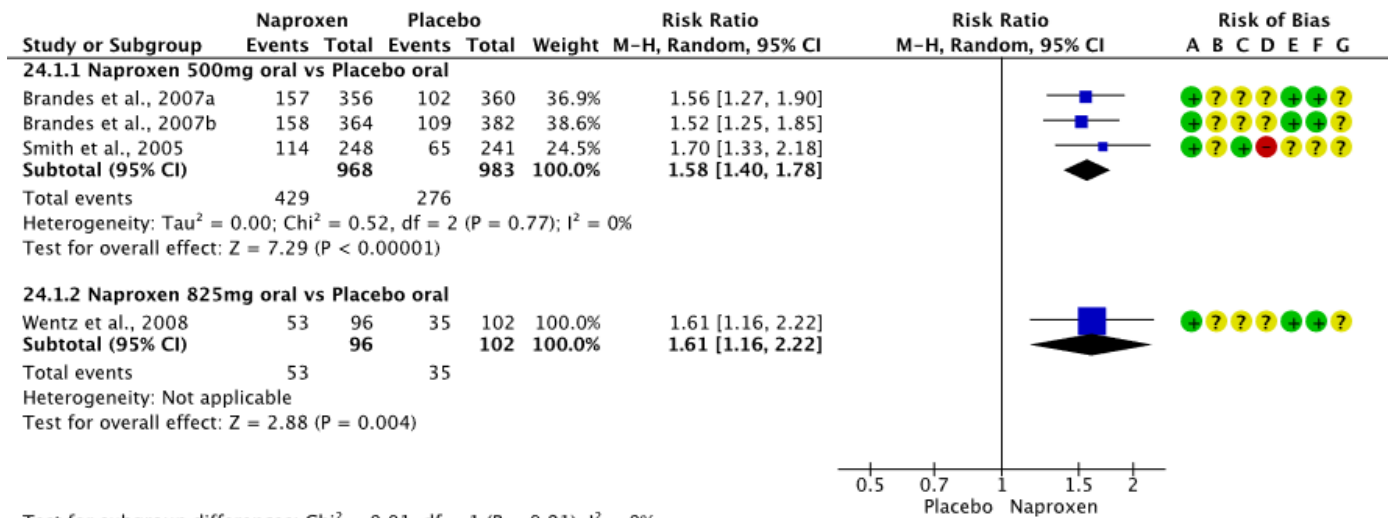 Naproxen Placebo Risk Ratio Risk Ratio Risk of Bias
Study or Subgroup Events Total Events Total Weight M-H, Random, 95% CI M-H, Random, 95% CI A B C D E F G
24.1.1 Naproxen 500mg oral vs Placebo oral
Brandes et al., 2007a 157 356 102 360 36.9% 1.56 [1.27, 1.90] + ? ? ? + + ?
Brandes et al., 2007b 158 364 109 382 38.6% 1.52 [1.25, 1.85] + ? ? ? + + ?
Smith et al., 2005 114 248 65 241 24.5% 1.70 [1.33, 2.18] + ? + - ? ? ?
Subtotal (95% CI) 968 983 100.0% 1.58 [1.40, 1.78]
Total events 429 276
Heterogeneity: Tau² = 0.00; Chi² = 0.52, df = 2 (P = 0.77); I² = 0%
Test for overall effect: Z = 7.29 (P < 0.00001)
24.1.2 Naproxen 825mg oral vs Placebo oral
Wentz et al., 2008 53 96 35 102 100.0% 1.61 [1.16, 2.22] + ? ? ? + + ?
Subtotal (95% CI) 96 102 100.0% 1.61 [1.16, 2.22]
Total events 53 35
Heterogeneity: Not applicable
Test for overall effect: Z = 2.88 (P = 0.004)
0.5 0.7 1 1.5 2
Placebo Naproxen